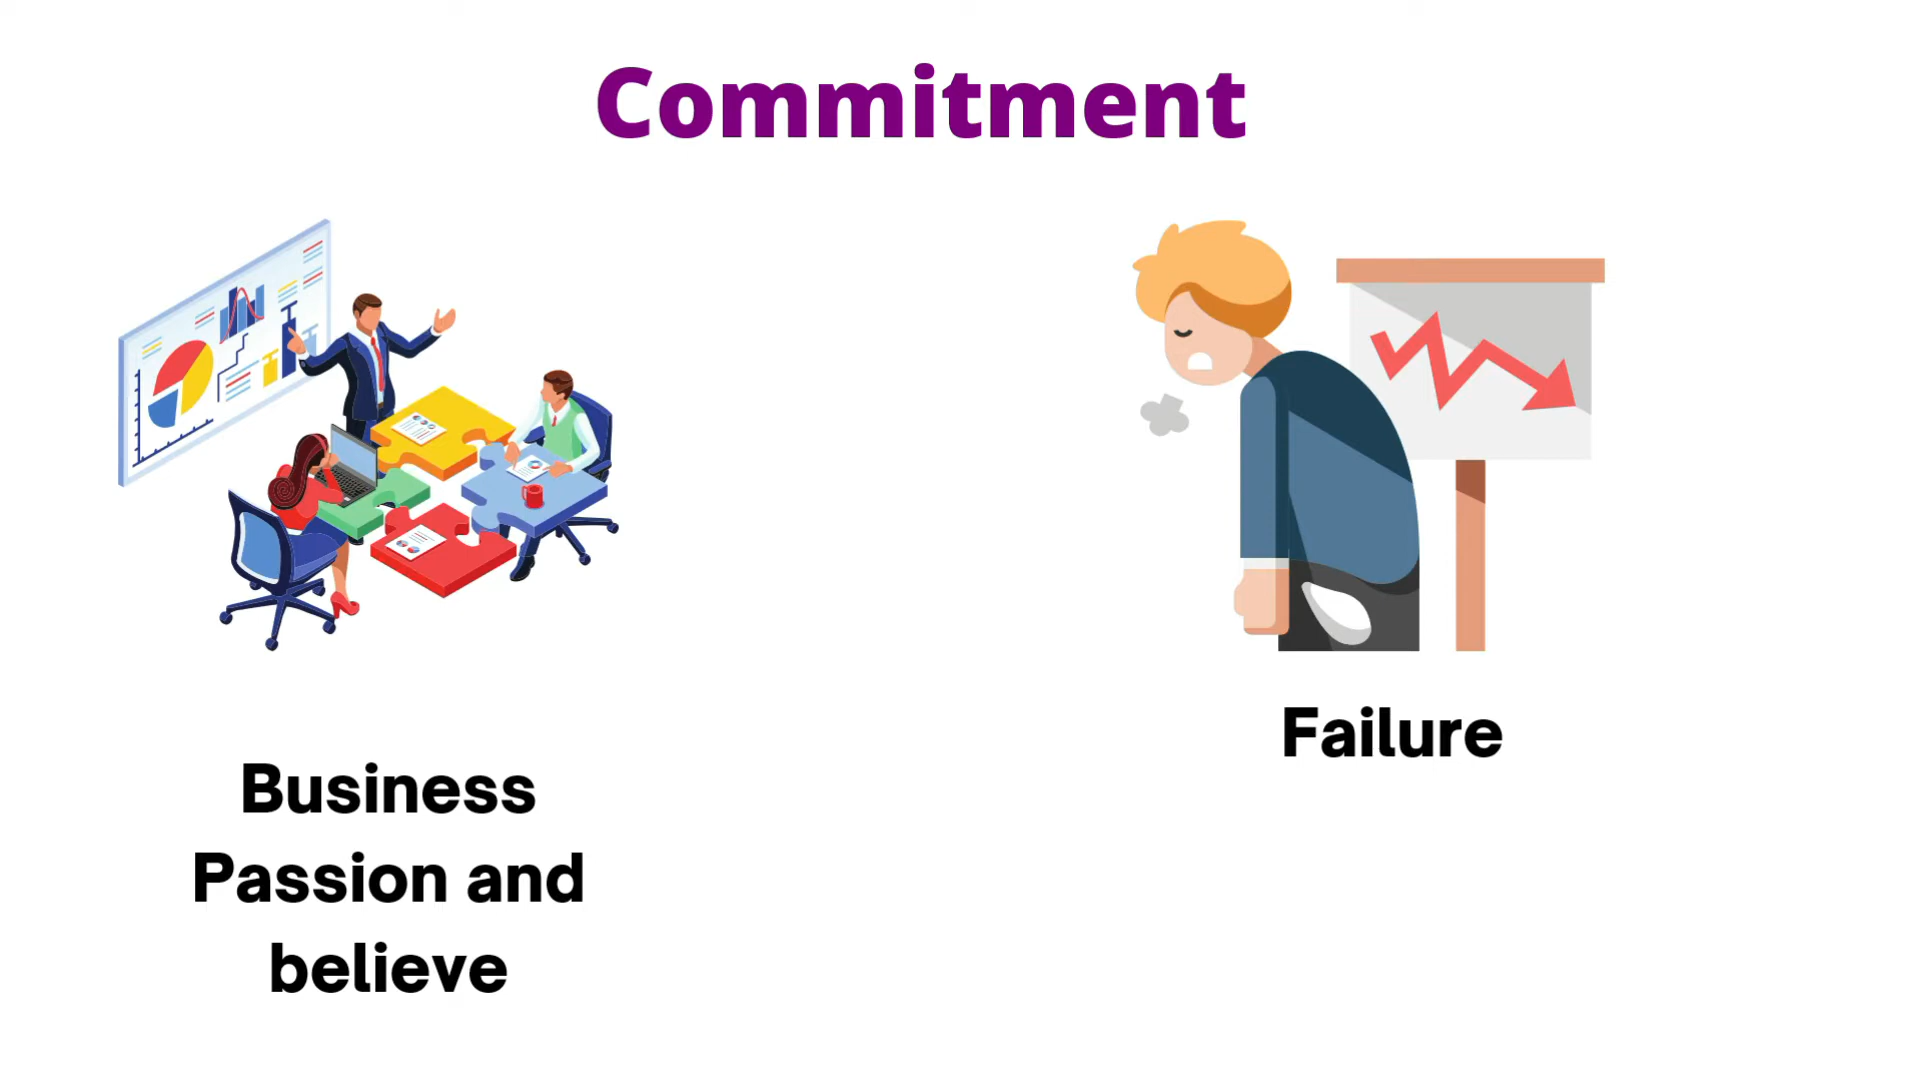 Commitment
Business
Passion and
believe
Failure